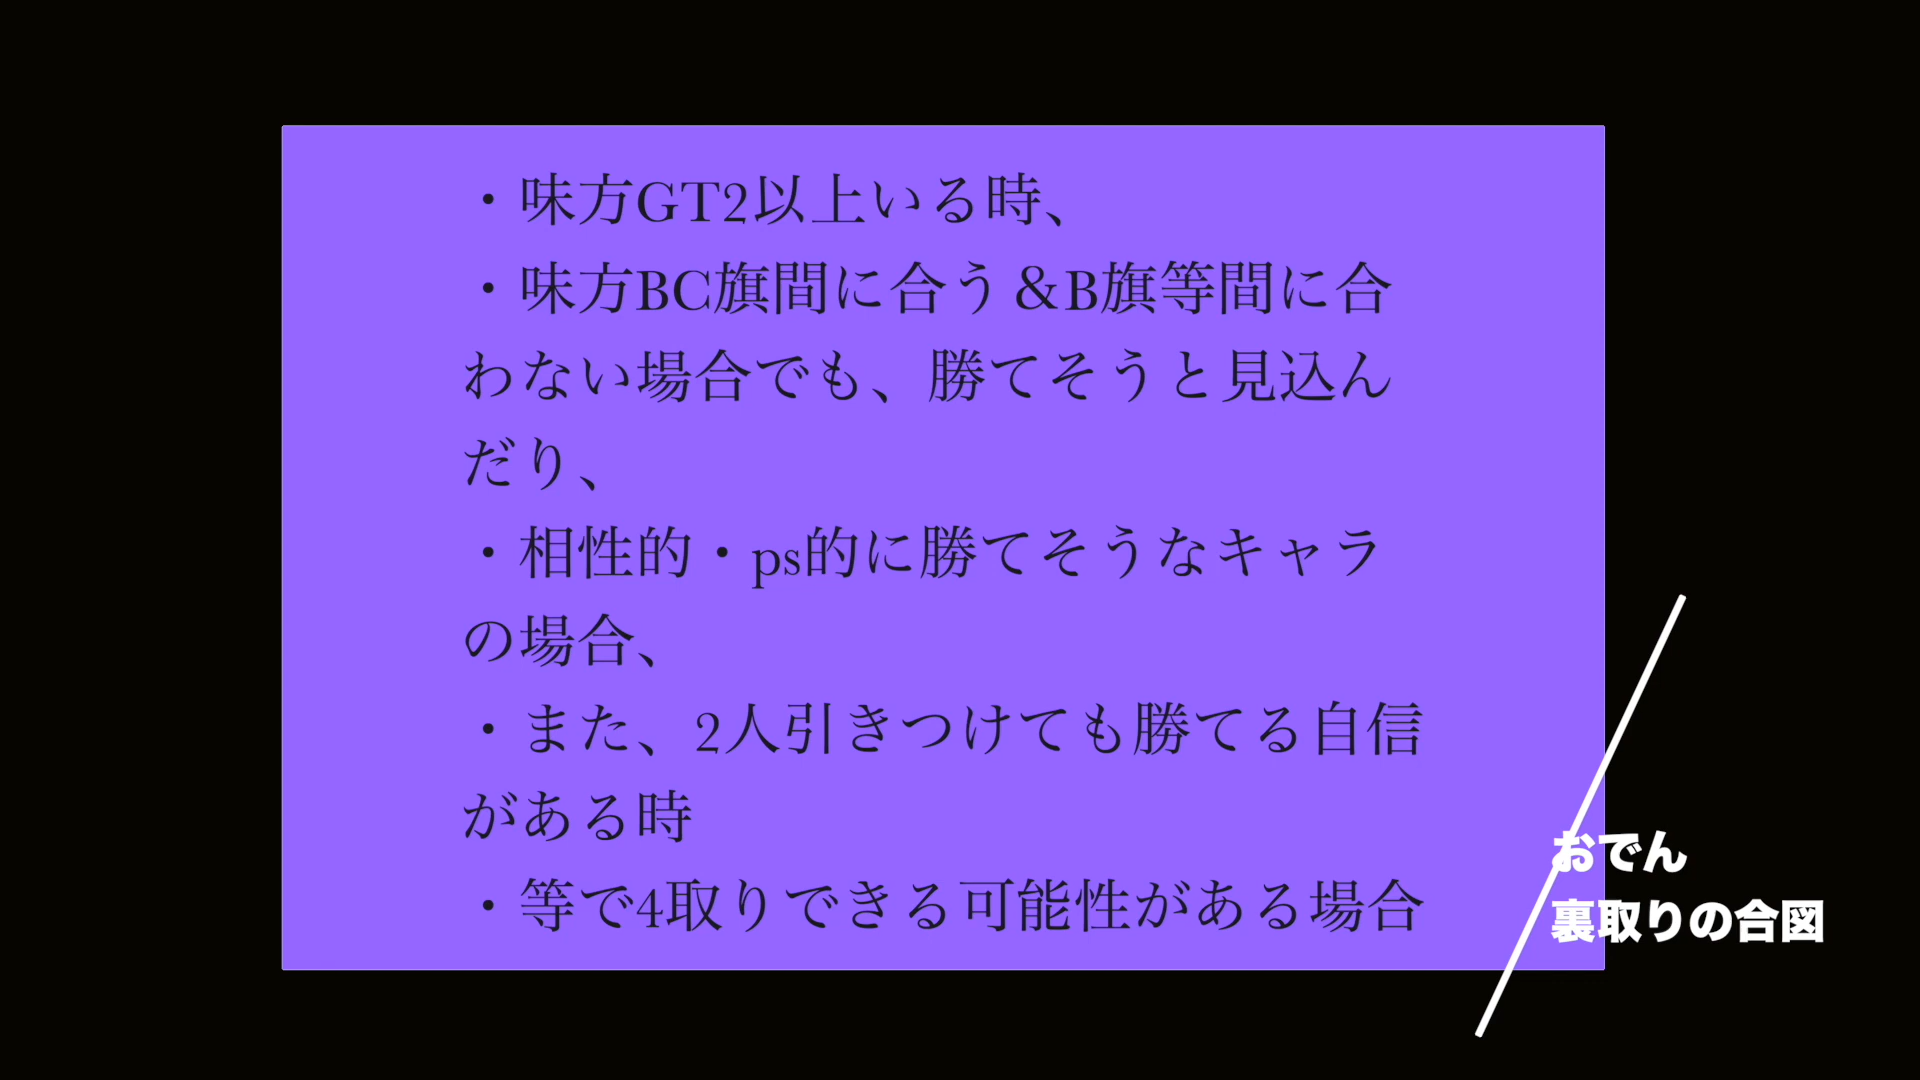 ・味方GT2以上いる時、
・味方BC旗間に合う＆B旗等間に合
わない場合でも、勝てそうと見込ん
だり、
・相性的・ps的に勝てそうなキャラ
の場合、
・また、2人引きつけても勝てる自信
がある時
・等で4取りできる可能性がある場合
おでん
裏取りの合図